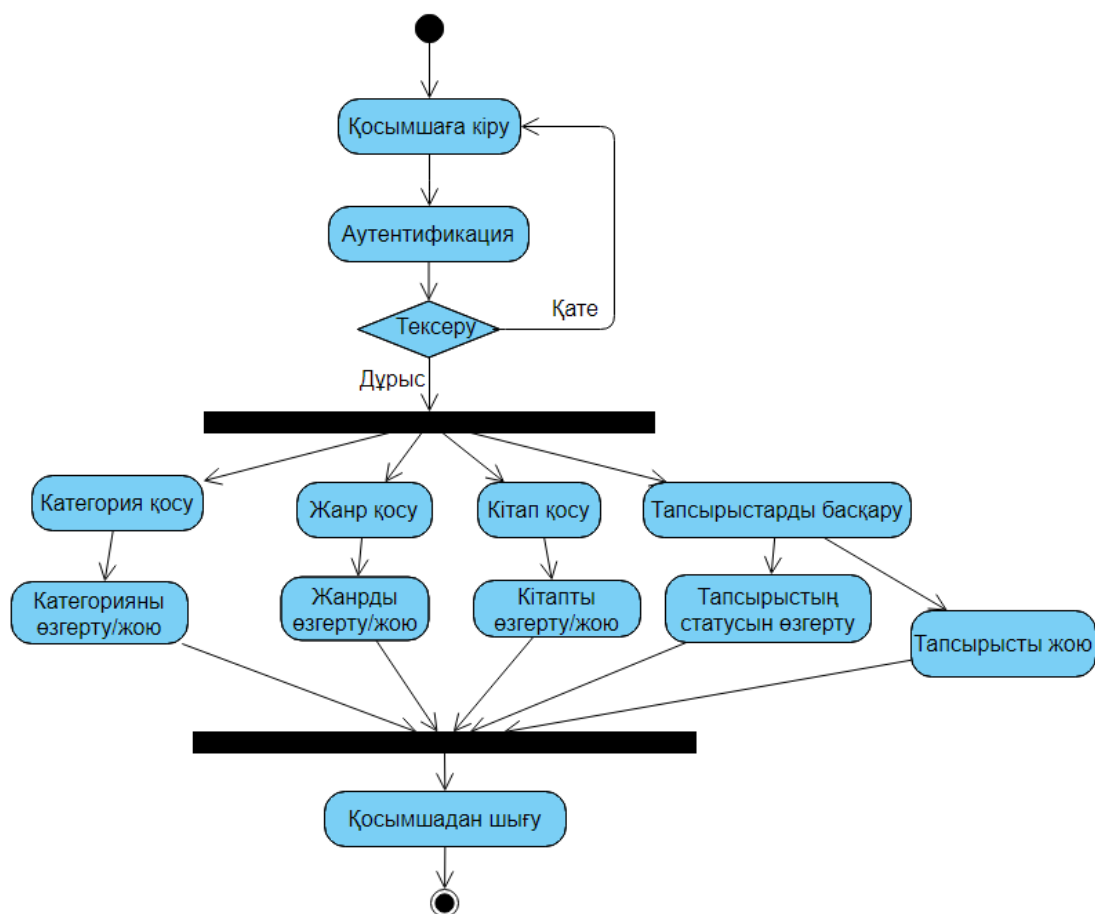 Қосымшаға кіру
Аутентификация
Қате
Тексеру
Дұрыс
Категория қосу
Жанр қосу
Кітап қосу
Тапсырыстарды басқару
Категорияны
өзгерту/жою
Жанрды
өзгерту/жою
Кітапты
өзгерту/жою
Тапсырыстың
статусын өзгерту
Тапсырысты жою
Қосымшадан шығу